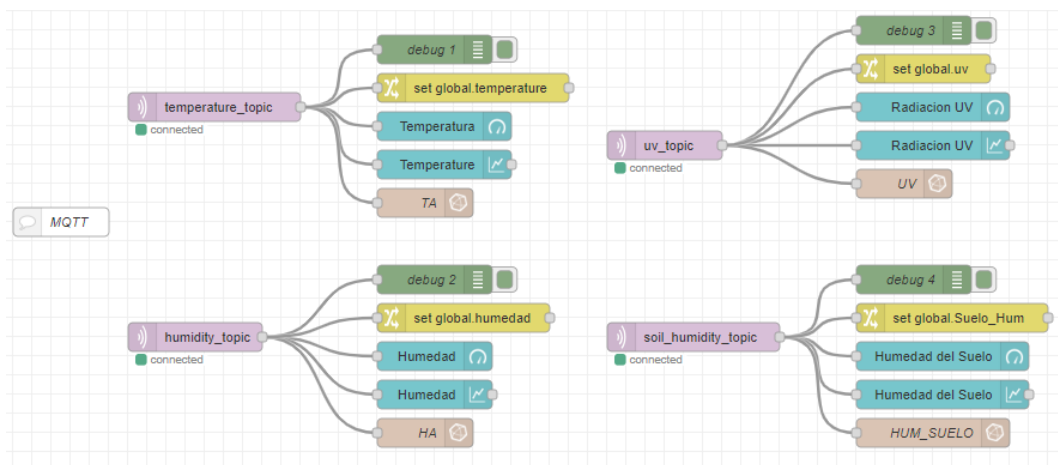 debug 1
set global.temperature
temperature_topic
connected
Temperatura
Temperature
TA
debug 3
set global.uv
Radiacion UV
uv_topic
connected
Radiacion UV
UV
MQTT
debug 2
set global.humedad
humidity_topic
connected
Humedad
Humedad
HA
debug 4
set global.Suelo_Hum
soil_humidity_topic
connected
Humedad del Suelo
Humedad del Suelo
HUM_SUELO